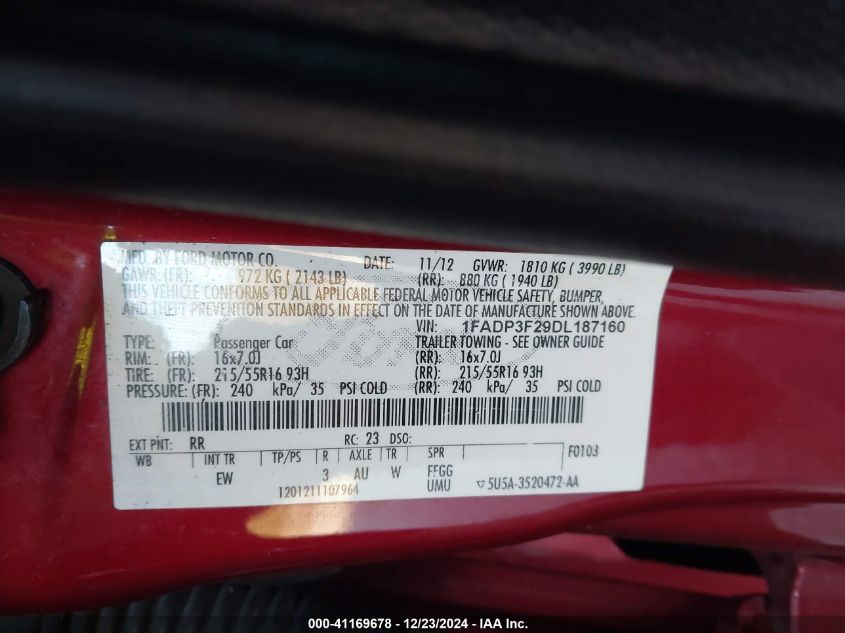 MFD. BY FORD MOTOR CO. DATE: 11/12 GVWR: 1810 KG ( 3990 LB)
GAWR: (FR): 972 KG ( 2143 LB) (RR): 880 KG ( 1940 LB)
THIS VEHICLE CONFORMS TO ALL APPLICABLE FEDERAL MOTOR VEHICLE SAFETY, BUMPER,
AND THEFT PREVENTION STANDARDS IN EFFECT ON THE DATE OF MANUFACTURE SHOWN ABOVE.
VIN: 1FADP3F29DL187160
TYPE: Passenger Car TRAILER TOWING - SEE OWNER GUIDE
RIM: (FR): 16x7.0J (RR): 16x7.0J
TIRE: (FR): 215/55R16 93H (RR): 215/55R16 93H
PRESSURE: (FR): 240 kPa/ 35 PSI COLD (RR): 240 kPa/ 35 PSI COLD
EXT PNT: RR RC: 23 DSO: F0103
WB INT TR TP/PS R AXLE TR SPR
EW 3 AU W FFGG
1201211107964 UMU ▽5U5A-3520472-AA
000-41169678 - 12/23/2024 - IAA Inc.